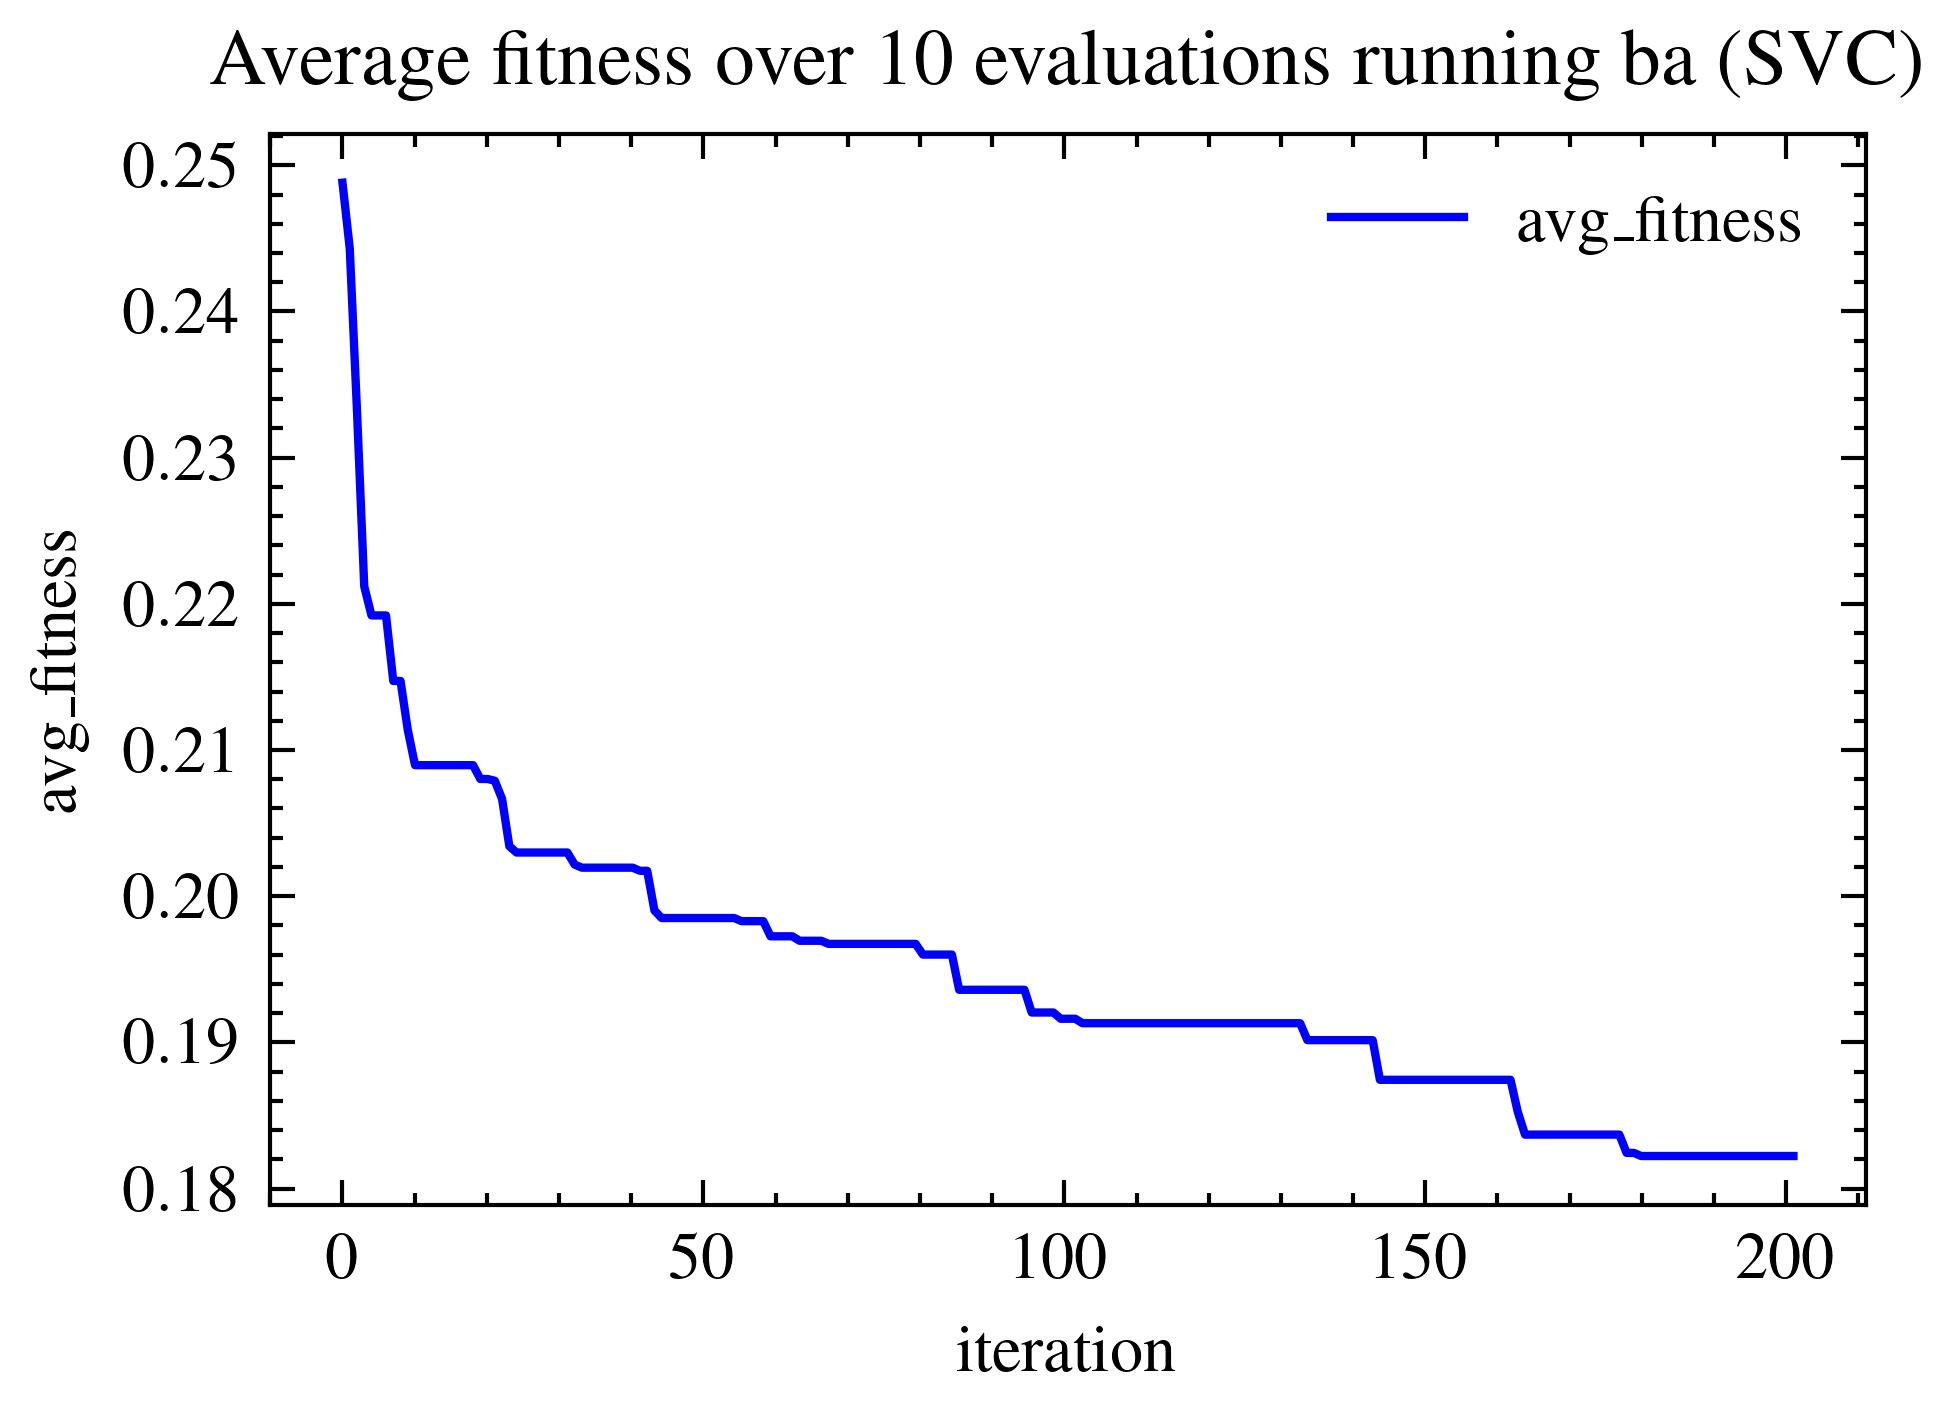 Average fitness over 10 evaluations running ba (SVC)
avg_fitness
0.25
0.24
0.23
0.22
0.21
0.20
0.19
0.18
avg_fitness
0 50 100 150 200
iteration